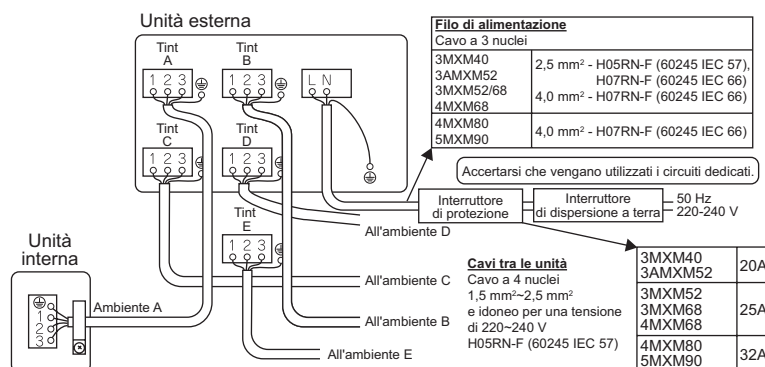 Unità esterna
Tint
A
1 2 3
Tint
B
1 2 3
L N
Tint
C
1 2 3
Tint
D
1 2 3
Tint
E
1 2 3
Unità
interna
1
2
3
Ambiente A
All'ambiente D
All'ambiente C
All'ambiente B
All'ambiente E
Filo di alimentazione
Cavo a 3 nuclei
3MXM40
3AMXM52
3MXM52/68
4MXM68
2,5 mm² - H05RN-F (60245 IEC 57),
H07RN-F (60245 IEC 66)
4,0 mm² - H07RN-F (60245 IEC 66)
4MXM80
5MXM90
4,0 mm² - H07RN-F (60245 IEC 66)
Accertarsi che vengano utilizzati i circuiti dedicati.
Interruttore
di protezione
Interruttore
di dispersione a terra
50 Hz
220-240 V
Cavi tra le unità
Cavo a 4 nuclei
1,5 mm²~2,5 mm²
e idoneo per una tensione
di 220~240 V
H05RN-F (60245 IEC 57)
3MXM40
3AMXM52
20A
3MXM52
3MXM68
4MXM68
25A
4MXM80
5MXM90
32A